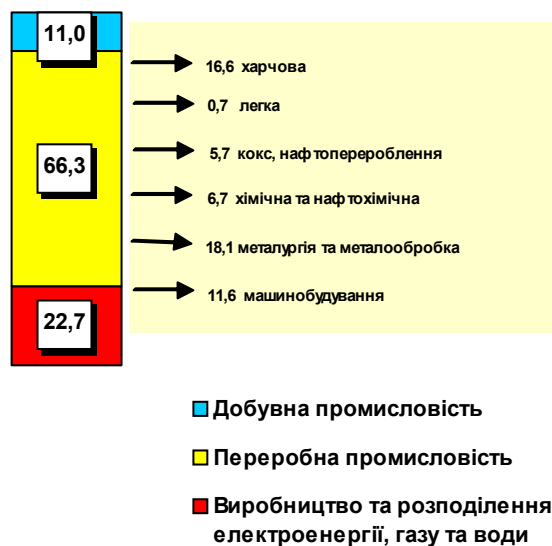 11,0
16,6 харчова
0,7 легка
5,7 кокс, нафтоперероблення
66,3
6,7 хімічна та нафтохімічна
18,1 металургія та металообробка
11,6 машинобудування
22,7
Добувна промисловість
Переробна промисловість
Виробництво та розподілення
електроенергії, газу та води